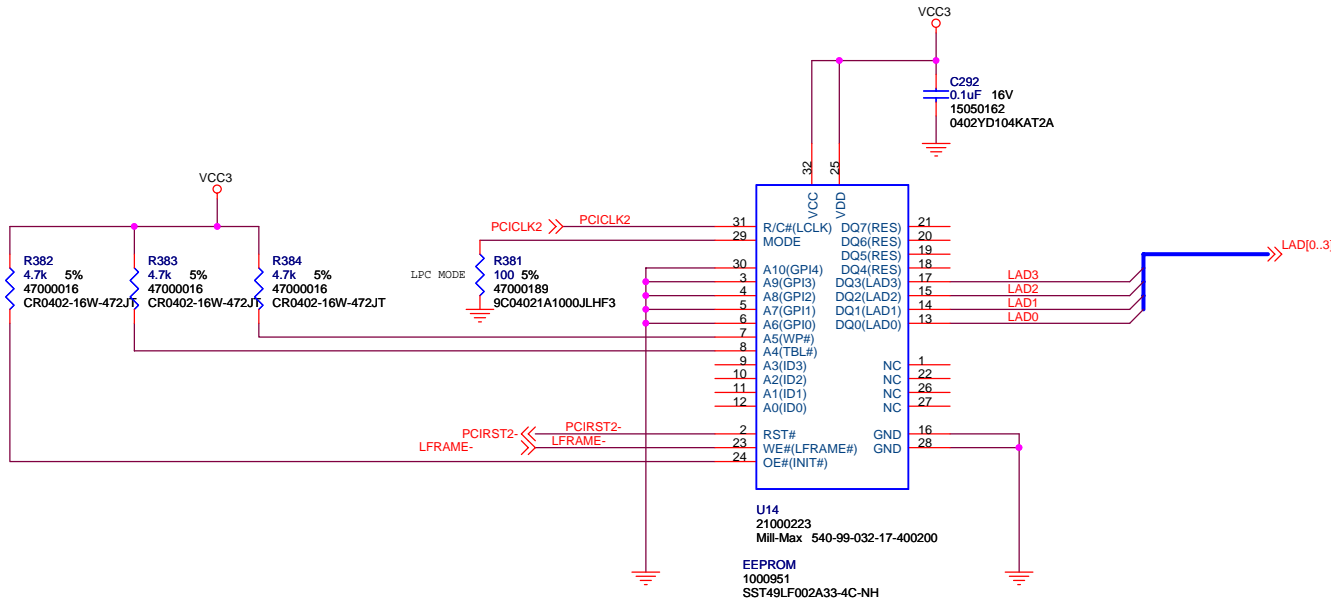 VCC3
C292
0.1uF 16V
15050162
0402YD104KAT2A
VCC3
R382
4.7k 5%
47000016
CR0402-16W-472JT
R383
4.7k 5%
47000016
CR0402-16W-472JT
R384
4.7k 5%
47000016
CR0402-16W-472JT
LPC MODE
R381
100 5%
47000189
9C04021A1000JLHF3
PCICLK2
PCICLK2
32
25
VCC
VDD
31 R/C#(LCLK)
29 MODE
30 A10(GPI4)
3 A9(GPI3)
4 A8(GPI2)
5 A7(GPI1)
6 A6(GPI0)
7 A5(WP#)
8 A4(TBL#)
9 A3(ID3)
10 A2(ID2)
11 A1(ID1)
12 A0(ID0)
PCIRST2-
PCIRST2-
2 RST#
LFRAME-
LFRAME-
23 WE#(LFRAME#)
24 OE#(INIT#)
DQ7(RES) 21
DQ6(RES) 20
DQ5(RES) 19
DQ4(RES) 18
DQ3(LAD3) 17 LAD3
DQ2(LAD2) 15 LAD2
DQ1(LAD1) 14 LAD1
DQ0(LAD0) 13 LAD0
NC 1
NC 22
NC 26
NC 27
GND 16
GND 28
LAD[0..3]
U14
21000223
Mill-Max 540-99-032-17-400200
EEPROM
1000951
SST49LF002A33-4C-NH